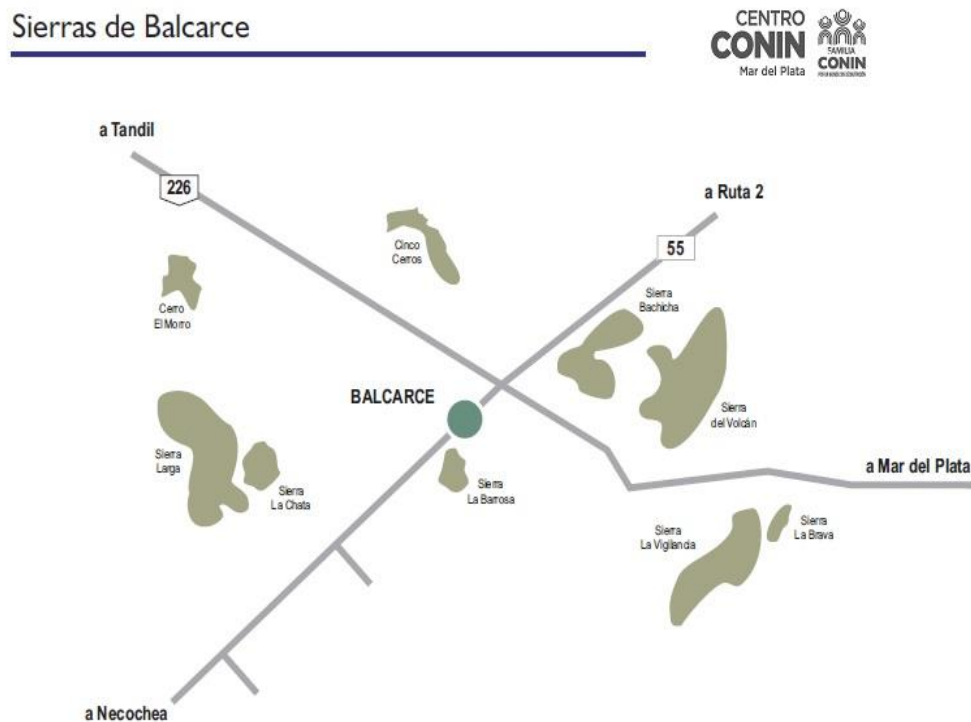 Sierras de Balcarce
CENTRO
CONIN
Mar del Plata
FAMILIA
CONIN
a Tandil
226
a Ruta 2
55
Cinco
Cerros
Cerro
El Morro
Sierra
Bachicha
BALCARCE
Sierra
del Volcán
Sierra
Larga
Sierra
La Chata
Sierra
La Barrosa
a Mar del Plata
Sierra
La Vigilancia
Sierra
La Brava
a Necochea